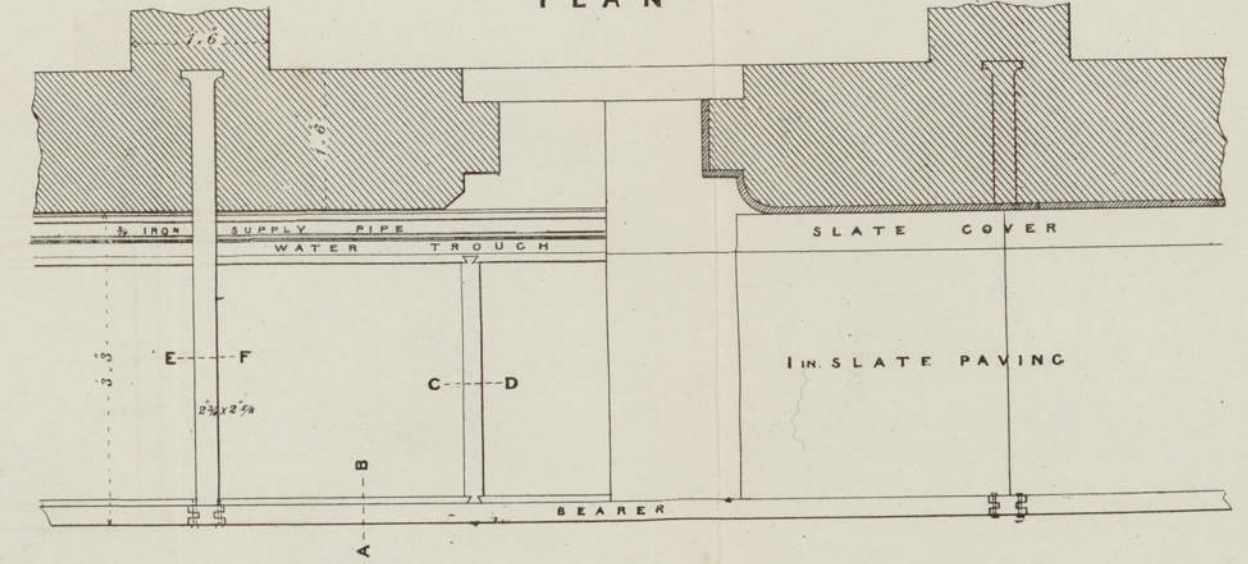 PLAN
1.6
1.6
¾ IRON SUPPLY PIPE
WATER TROUGH
SLATE COVER
3.3
E F
C D
1 IN. SLATE PAVING
B
BEARER
A